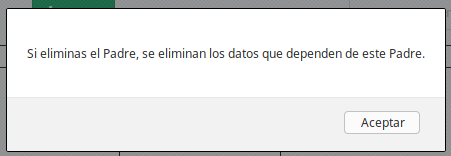 Si eliminas el Padre, se eliminan los datos que dependen de este Padre.
Aceptar